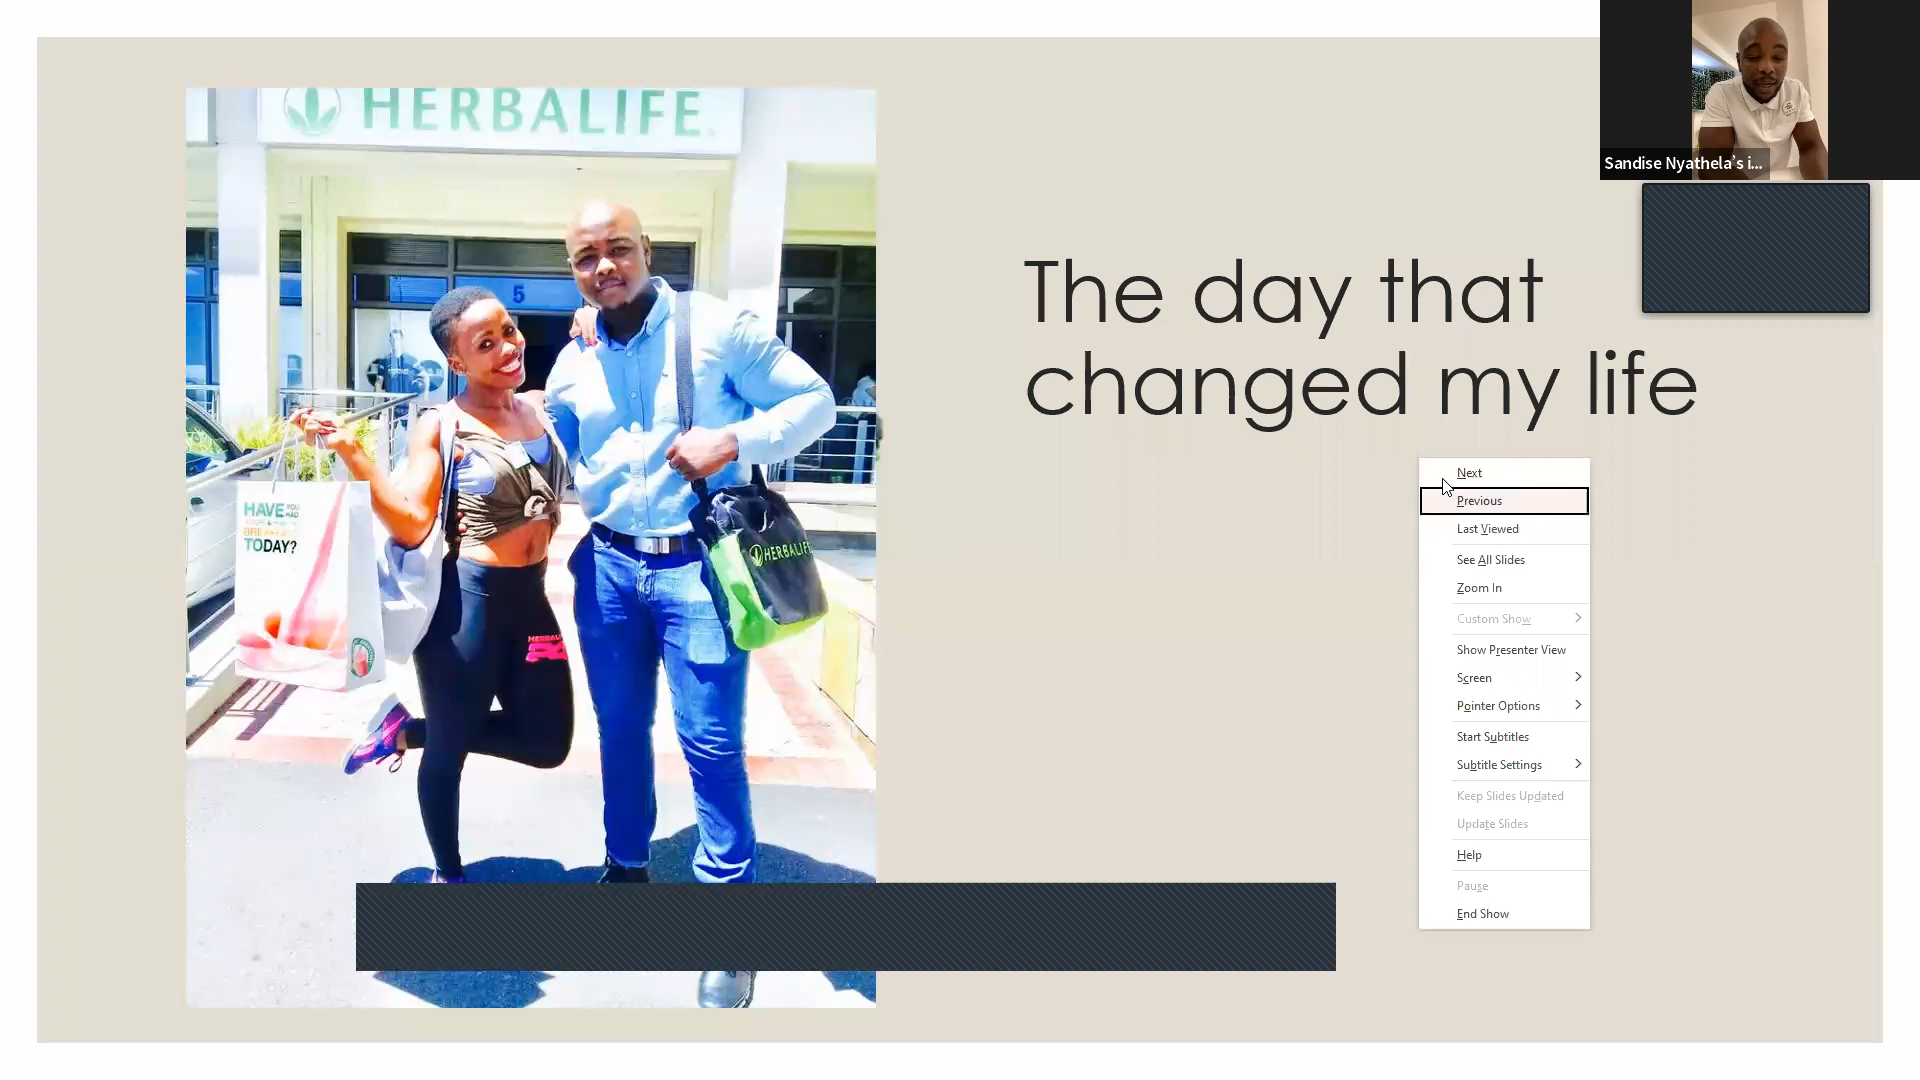 HERBALIFE
5
HAVE YOU HAD
TODAY?
HERBALIFE
The day that
changed my life
Sandise Nyathela's i...
Next
Previous
Last Viewed
See All Slides
Zoom In
Custom Show
Show Presenter View
Screen
Pointer Options
Start Subtitles
Subtitle Settings
Keep Slides Updated
Update Slides
Help
Pause
End Show